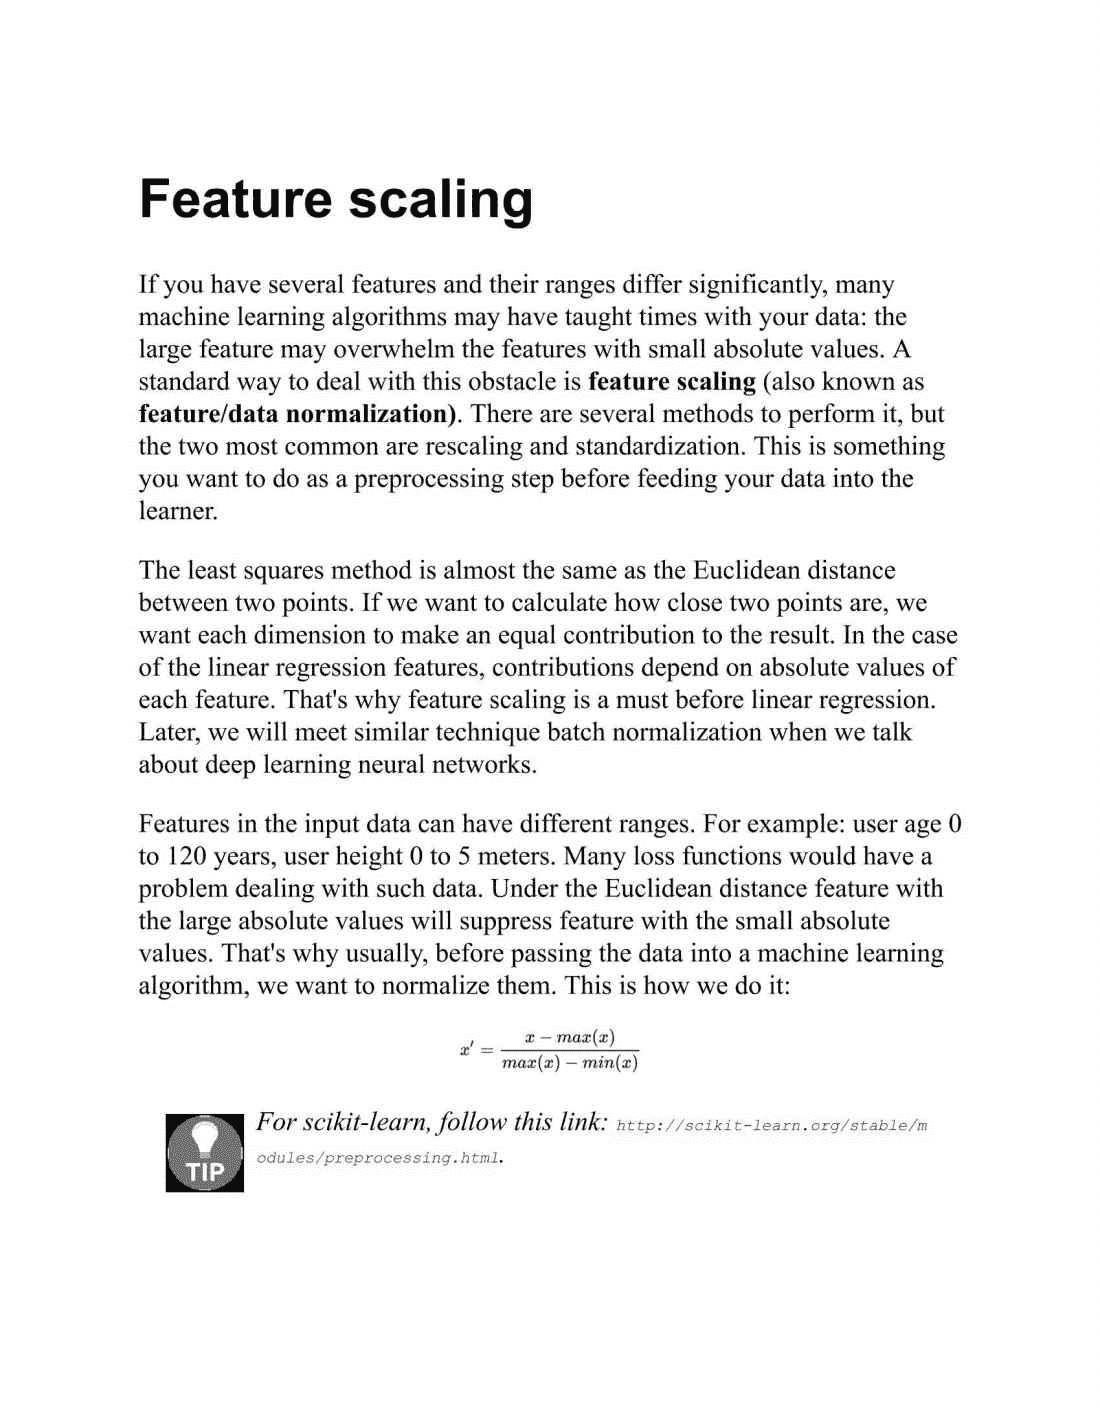 Feature scaling
If you have several features and their ranges differ significantly, many
machine learning algorithms may have taught times with your data: the
large feature may overwhelm the features with small absolute values. A
standard way to deal with this obstacle is feature scaling (also known as
feature/data normalization). There are several methods to perform it, but
the two most common are rescaling and standardization. This is something
you want to do as a preprocessing step before feeding your data into the
learner.
The least squares method is almost the same as the Euclidean distance
between two points. If we want to calculate how close two points are, we
want each dimension to make an equal contribution to the result. In the case
of the linear regression features, contributions depend on absolute values of
each feature. That's why feature scaling is a must before linear regression.
Later, we will meet similar technique batch normalization when we talk
about deep learning neural networks.
Features in the input data can have different ranges. For example: user age 0
to 120 years, user height 0 to 5 meters. Many loss functions would have a
problem dealing with such data. Under the Euclidean distance feature with
the large absolute values will suppress feature with the small absolute
values. That's why usually, before passing the data into a machine learning
algorithm, we want to normalize them. This is how we do it:
x′ = x − max(x)
max(x) − min(x)
For scikit-learn, follow this link: http://scikit-learn.org/stable/m
odules/preprocessing.html.
TIP